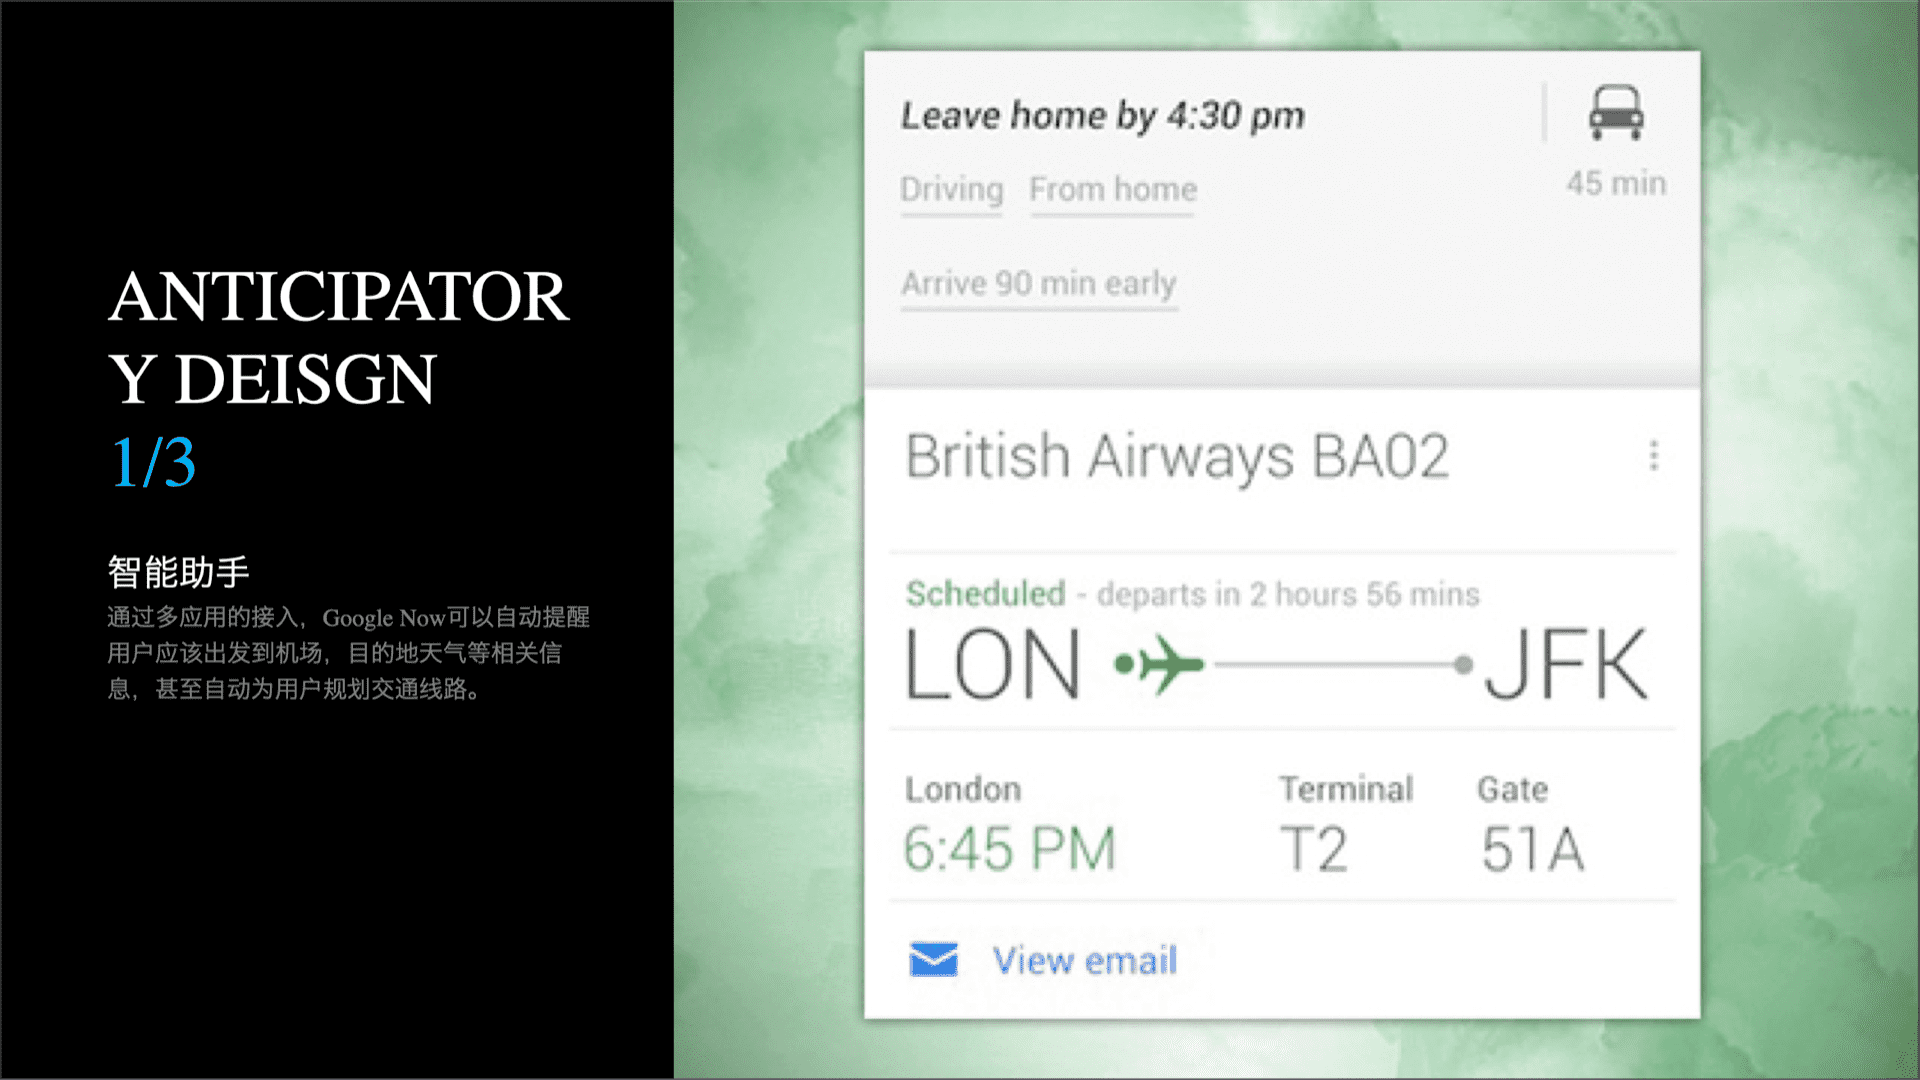 ANTICIPATOR
Y DEISGN
1/3
智能助手
通过多应用的接入，Google Now可以自动提醒
用户应该出发到机场，目的地天气等相关信
息，甚至自动为用户规划交通线路。
Leave home by 4:30 pm
45 min
Driving From home
Arrive 90 min early
British Airways BA02
Scheduled - departs in 2 hours 56 mins
LON JFK
London Terminal Gate
6:45 PM T2 51A
View email